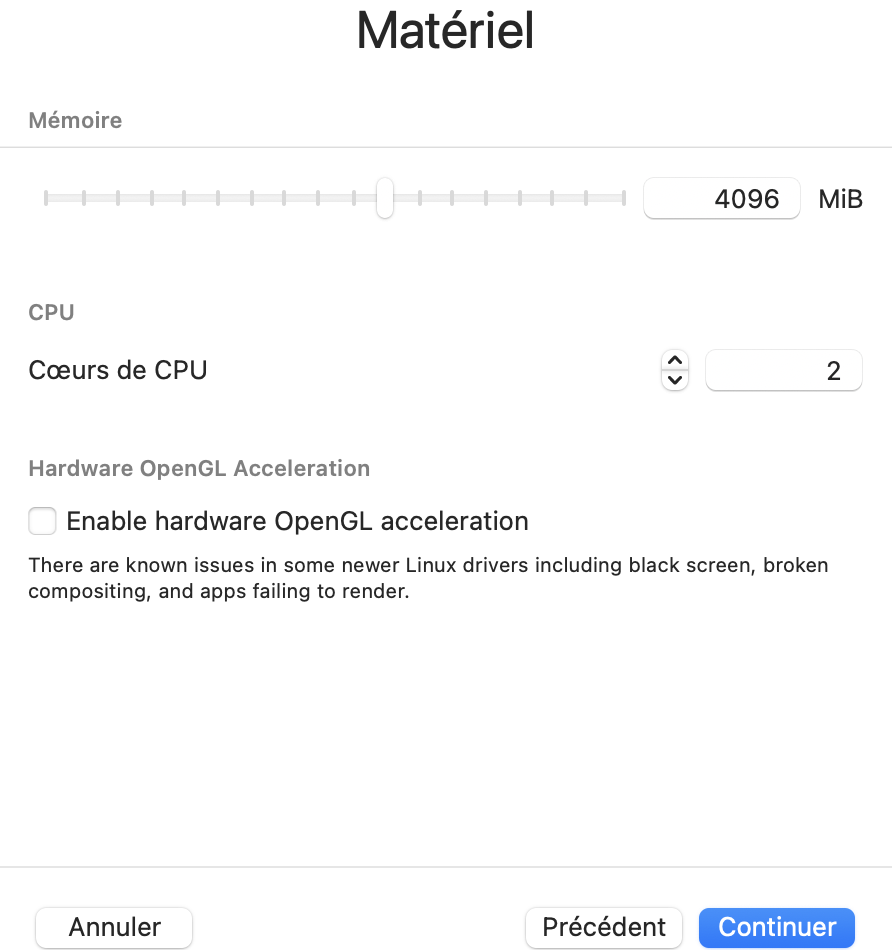 Matériel
Mémoire
4096 MiB
CPU
Cœurs de CPU 2
Hardware OpenGL Acceleration
Enable hardware OpenGL acceleration
There are known issues in some newer Linux drivers including black screen, broken
compositing, and apps failing to render.
Annuler Précédent Continuer